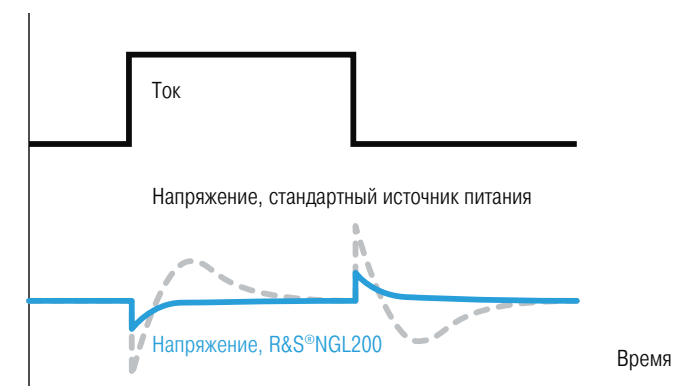 Ток
Напряжение, стандартный источник питания
Напряжение, R&S®NGL200
Время